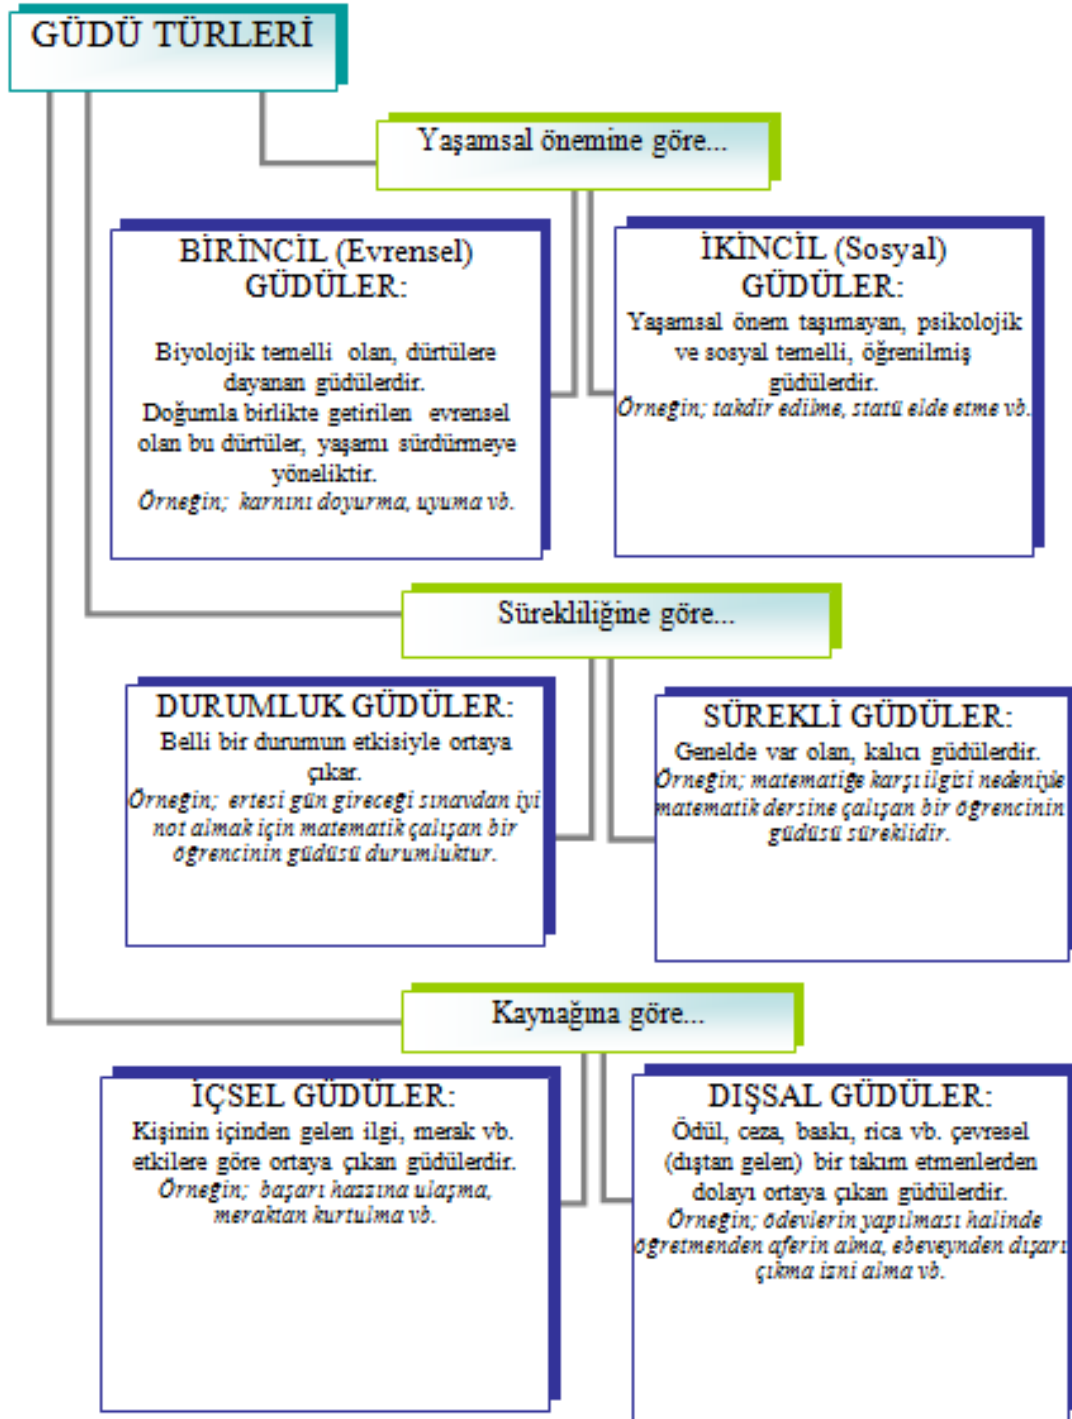 GÜDÜ TÜRLERİ
Yaşamsal önemine göre...
BİRİNCİL (Evrensel)
GÜDÜLER:
Biyolojik temelli olan, dürtülere
dayanan güdülerdir.
Doğumla birlikte getirilen evrensel
olan bu dürtüler, yaşamı sürdürmeye
yöneliktir.
Örneğin; karnını doyurma, uyuma vb.
İKİNCİL (Sosyal)
GÜDÜLER:
Yaşamsal önem taşımayan, psikolojik
ve sosyal temelli, öğrenilmiş
güdülerdir.
Örneğin; takdir edilme, statü elde etme vb.
Sürekliliğine göre...
DURUMLUK GÜDÜLER:
Belli bir durumun etkisiyle ortaya
çıkar.
Örneğin; ertesi gün gireceği sınavdan iyi
not almak için matematik çalışan bir
öğrencinin güdüsü durumluktur.
SÜREKLİ GÜDÜLER:
Genelde var olan, kalıcı güdülerdir.
Örneğin; matematiğe karşı ilgisi nedeniyle
matematik dersine çalışan bir öğrencinin
güdüsü süreklidir.
Kaynağına göre...
İÇSEL GÜDÜLER:
Kişinin içinden gelen ilgi, merak vb.
etkilere göre ortaya çıkan güdülerdir.
Örneğin; başarı hazzına ulaşma,
meraktan kurtulma vb.
DIŞSAL GÜDÜLER:
Ödül, ceza, baskı, rica vb. çevresel
(dıştan gelen) bir takım etmenlerden
dolayı ortaya çıkan güdülerdir.
Örneğin; ödevlerin yapılması halinde
öğretmenden aferin alma, ebeveynden dışarı
çıkma izni alma vb.